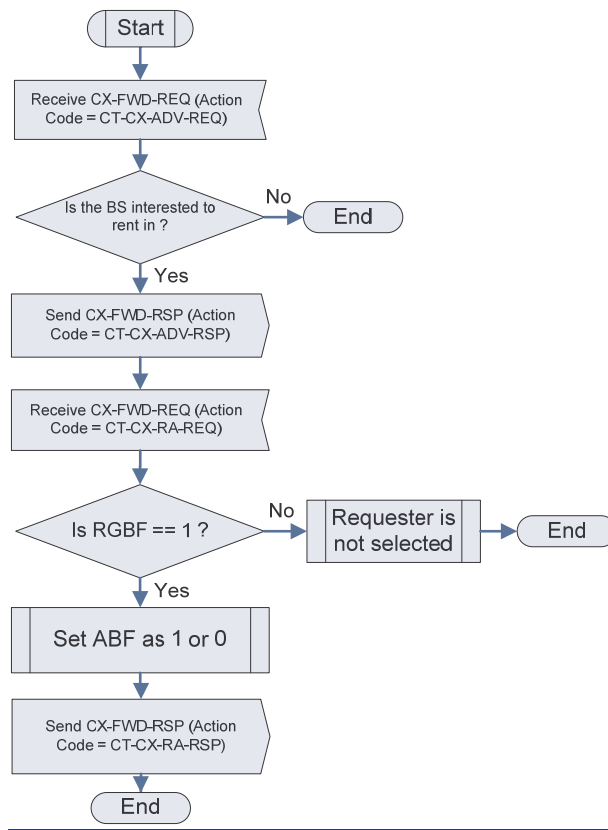 Start
Receive CX-FWD-REQ (Action
Code = CT-CX-ADV-REQ)
Is the BS interested to
rent in ?
No
End
Yes
Send CX-FWD-RSP (Action
Code = CT-CX-ADV-RSP)
Receive CX-FWD-REQ (Action
Code = CT-CX-RA-REQ)
Is RGBF == 1 ?
No
Requester is
not selected
End
Yes
Set ABF as 1 or 0
Send CX-FWD-RSP (Action
Code = CT-CX-RA-RSP)
End